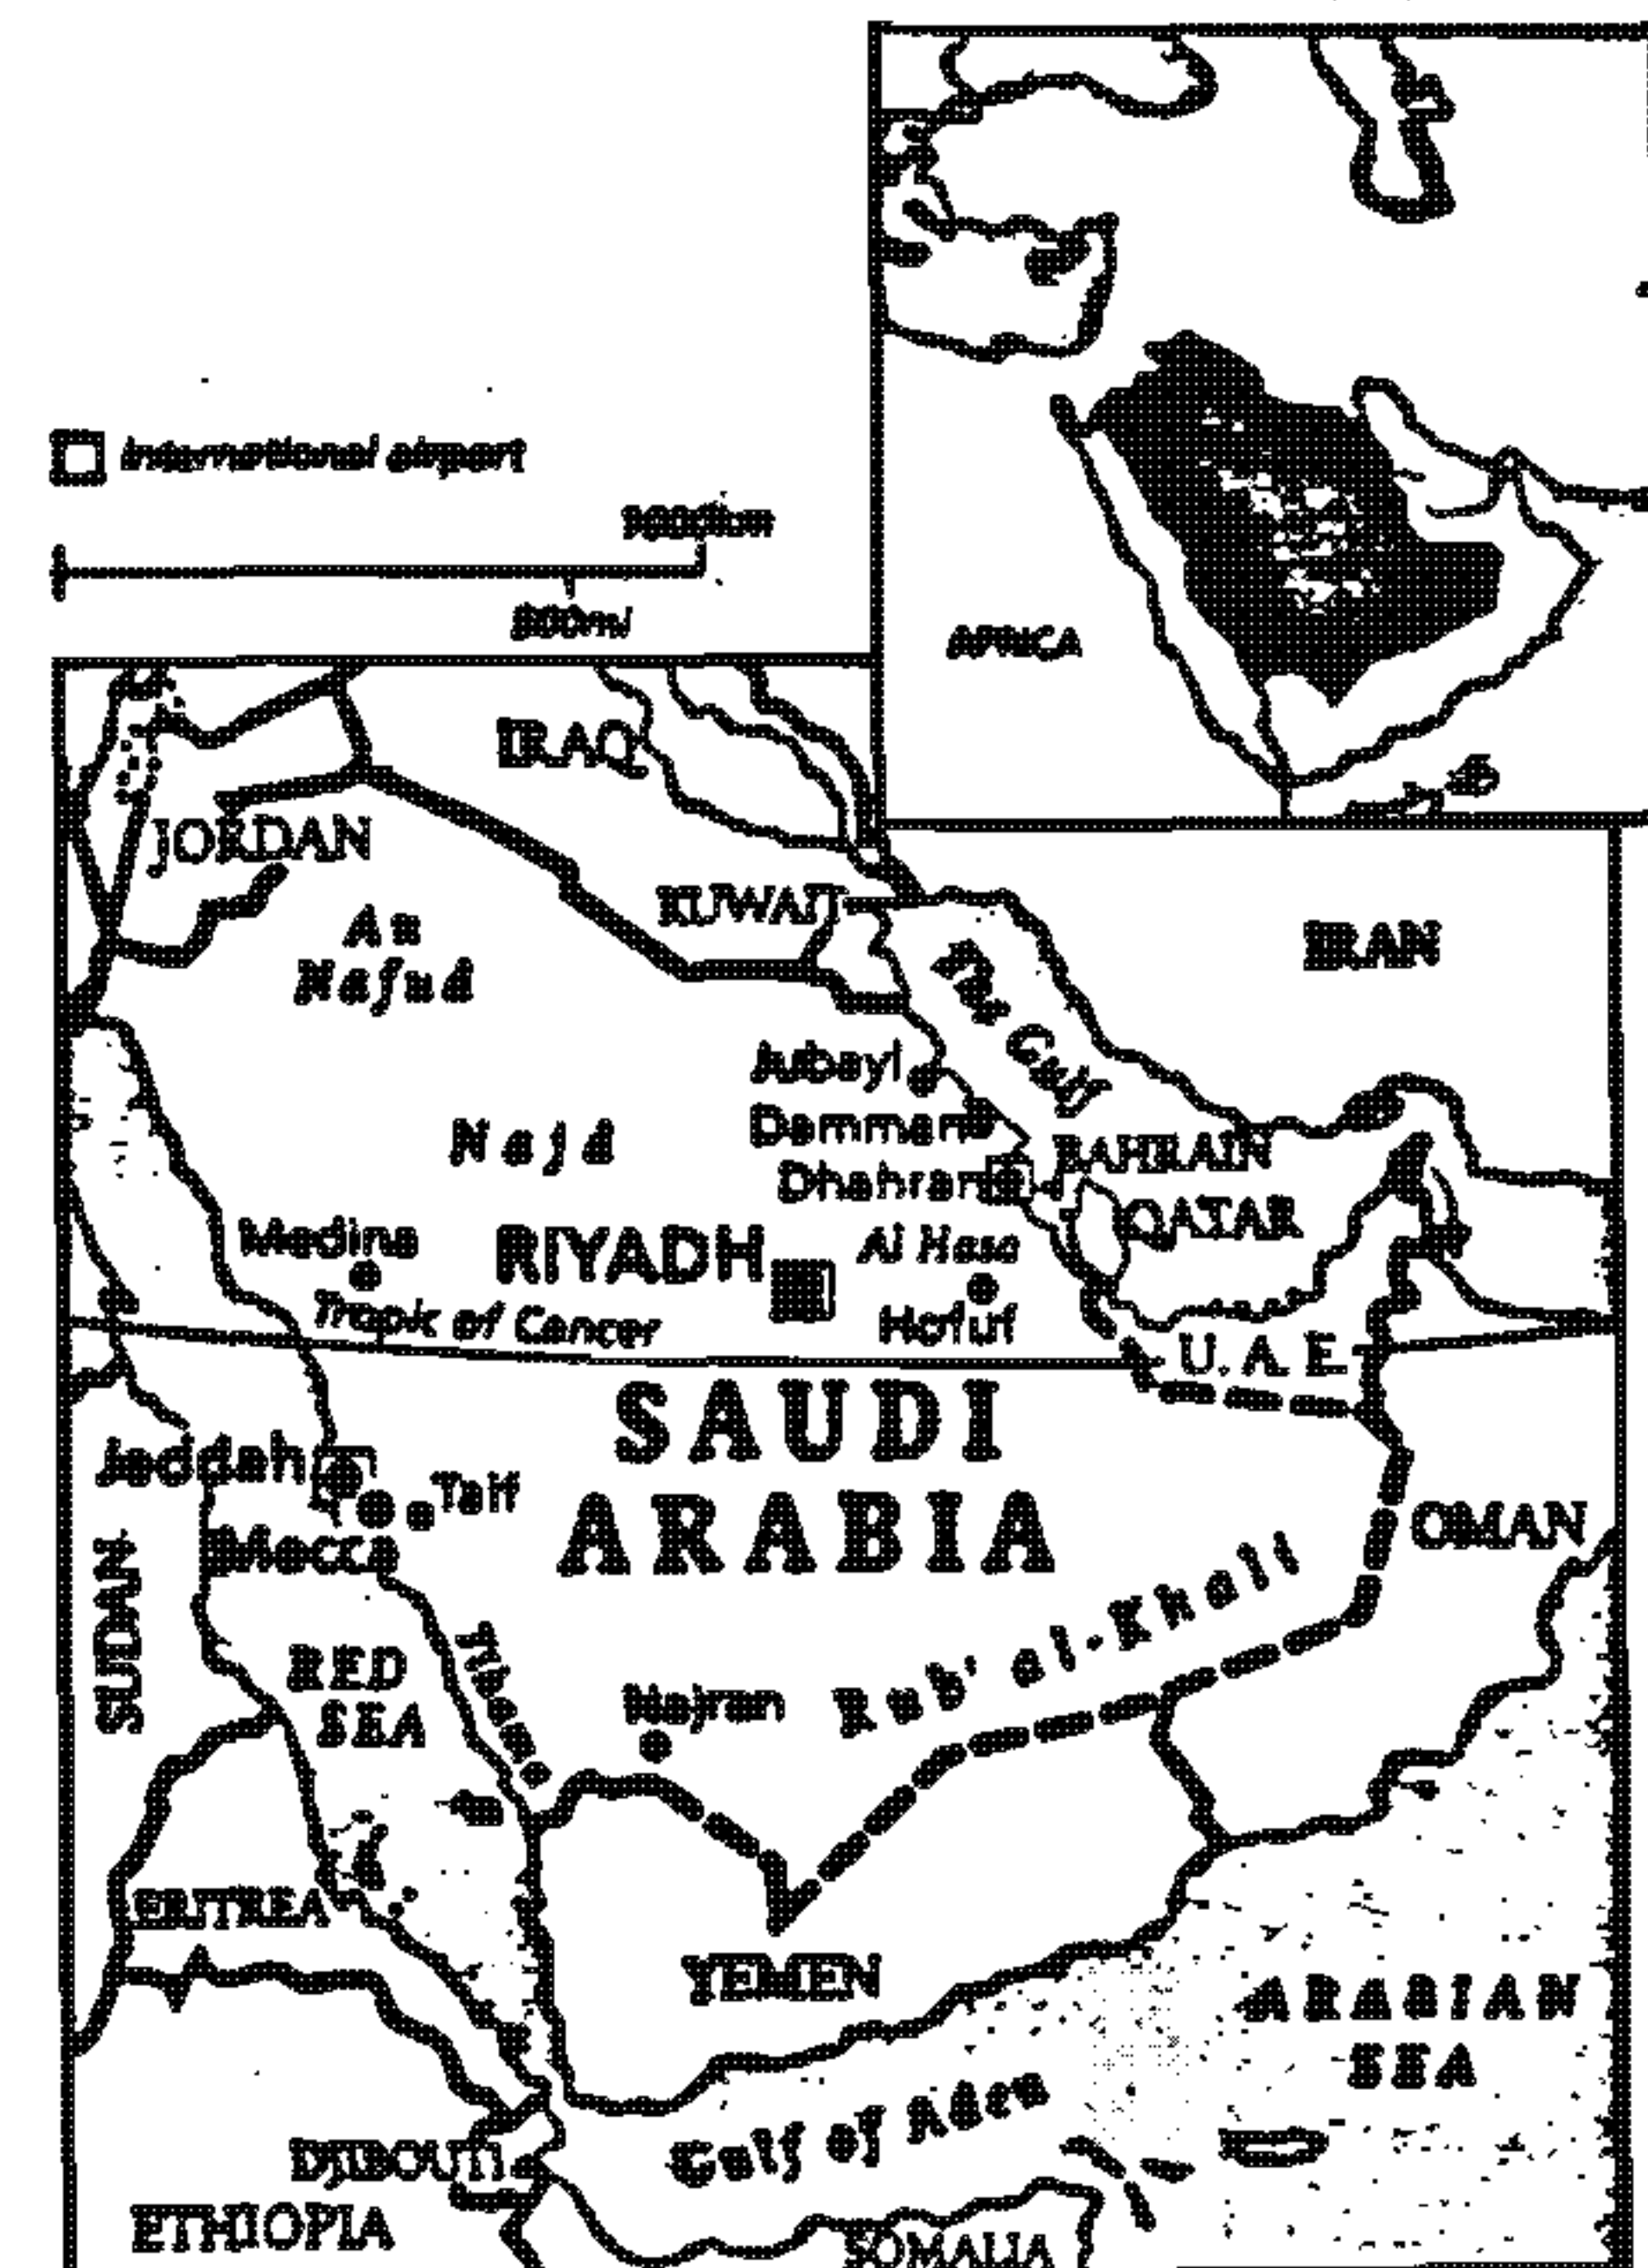 International airport
1000km
AFRICA
IRAQ
JORDAN
KUWAIT
IRAN
An
Nafud
The Gulf
Jubayl
Najd
Dammam
BAHRAIN
Dhahran
QATAR
Medina
RIYADH
Al Hasa
Tropic of Cancer
Hofuf
U.A.E.
SAUDI
ARABIA
Jeddah
Taif
Mecca
OMAN
SUDAN
RED
SEA
Tihama
Najran
Rub' al-Khali
ERITREA
YEMEN
ARABIAN
SEA
Gulf of Aden
DJIBOUTI
ETHIOPIA
SOMALIA